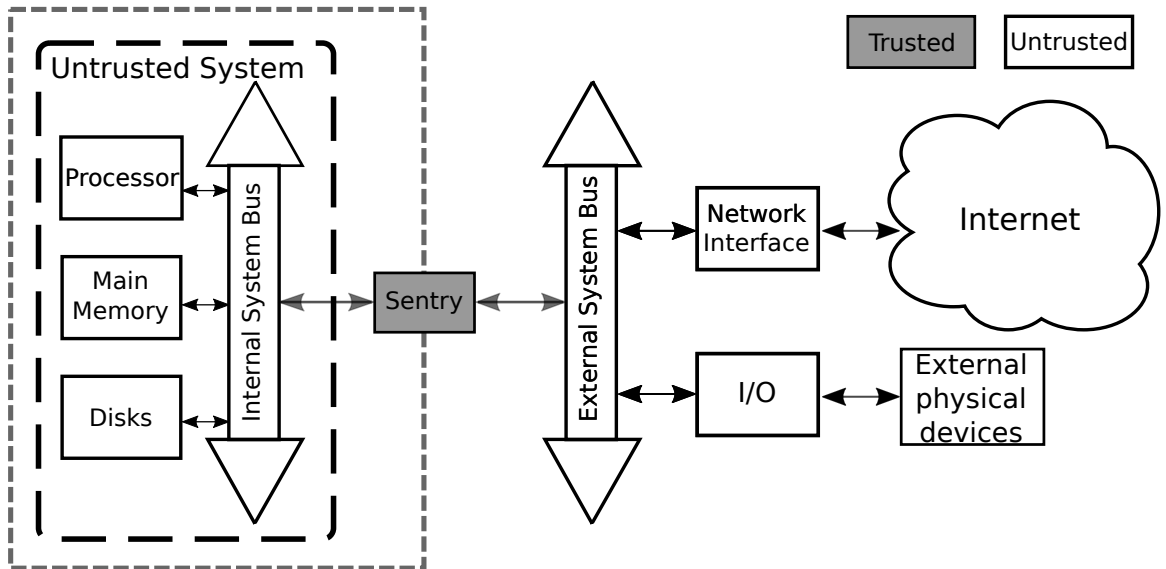 Trusted
Untrusted
Untrusted System
Processor
Main
Memory
Disks
Internal System Bus
Sentry
External System Bus
Network
Interface
Internet
I/O
External
physical
devices